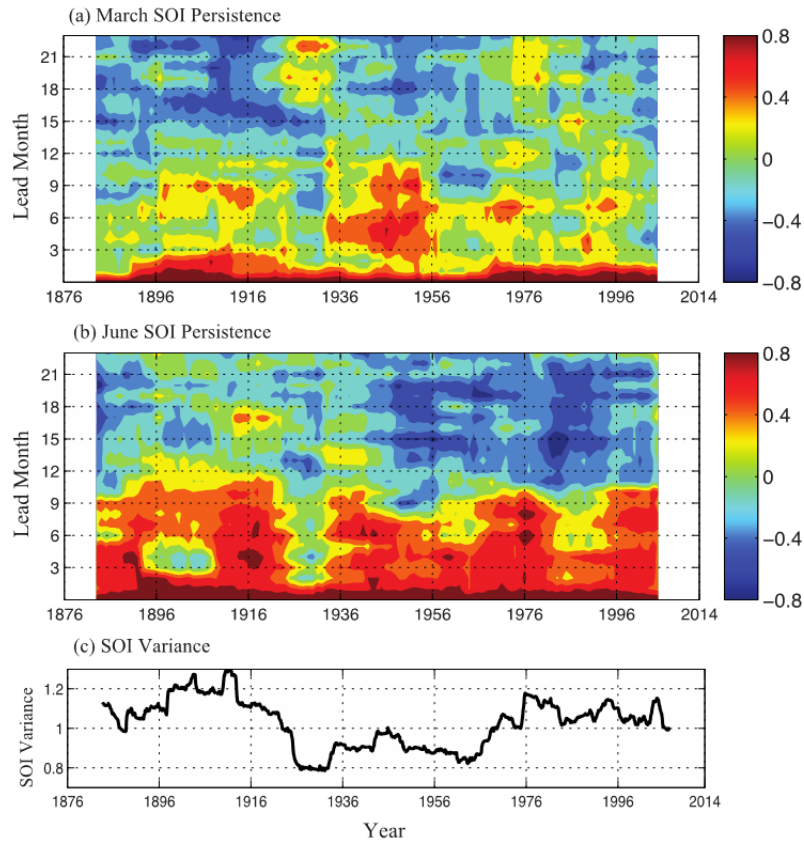 (a) March SOI Persistence
Lead Month
21
18
15
12
9
6
3
1876 1896 1916 1936 1956 1976 1996 2014
0.8
0.4
0
−0.4
−0.8
(b) June SOI Persistence
Lead Month
21
18
15
12
9
6
3
1876 1896 1916 1936 1956 1976 1996 2014
0.8
0.4
0
−0.4
−0.8
(c) SOI Variance
SOI Variance
1.2
1
0.8
1876 1896 1916 1936 1956 1976 1996 2014
Year